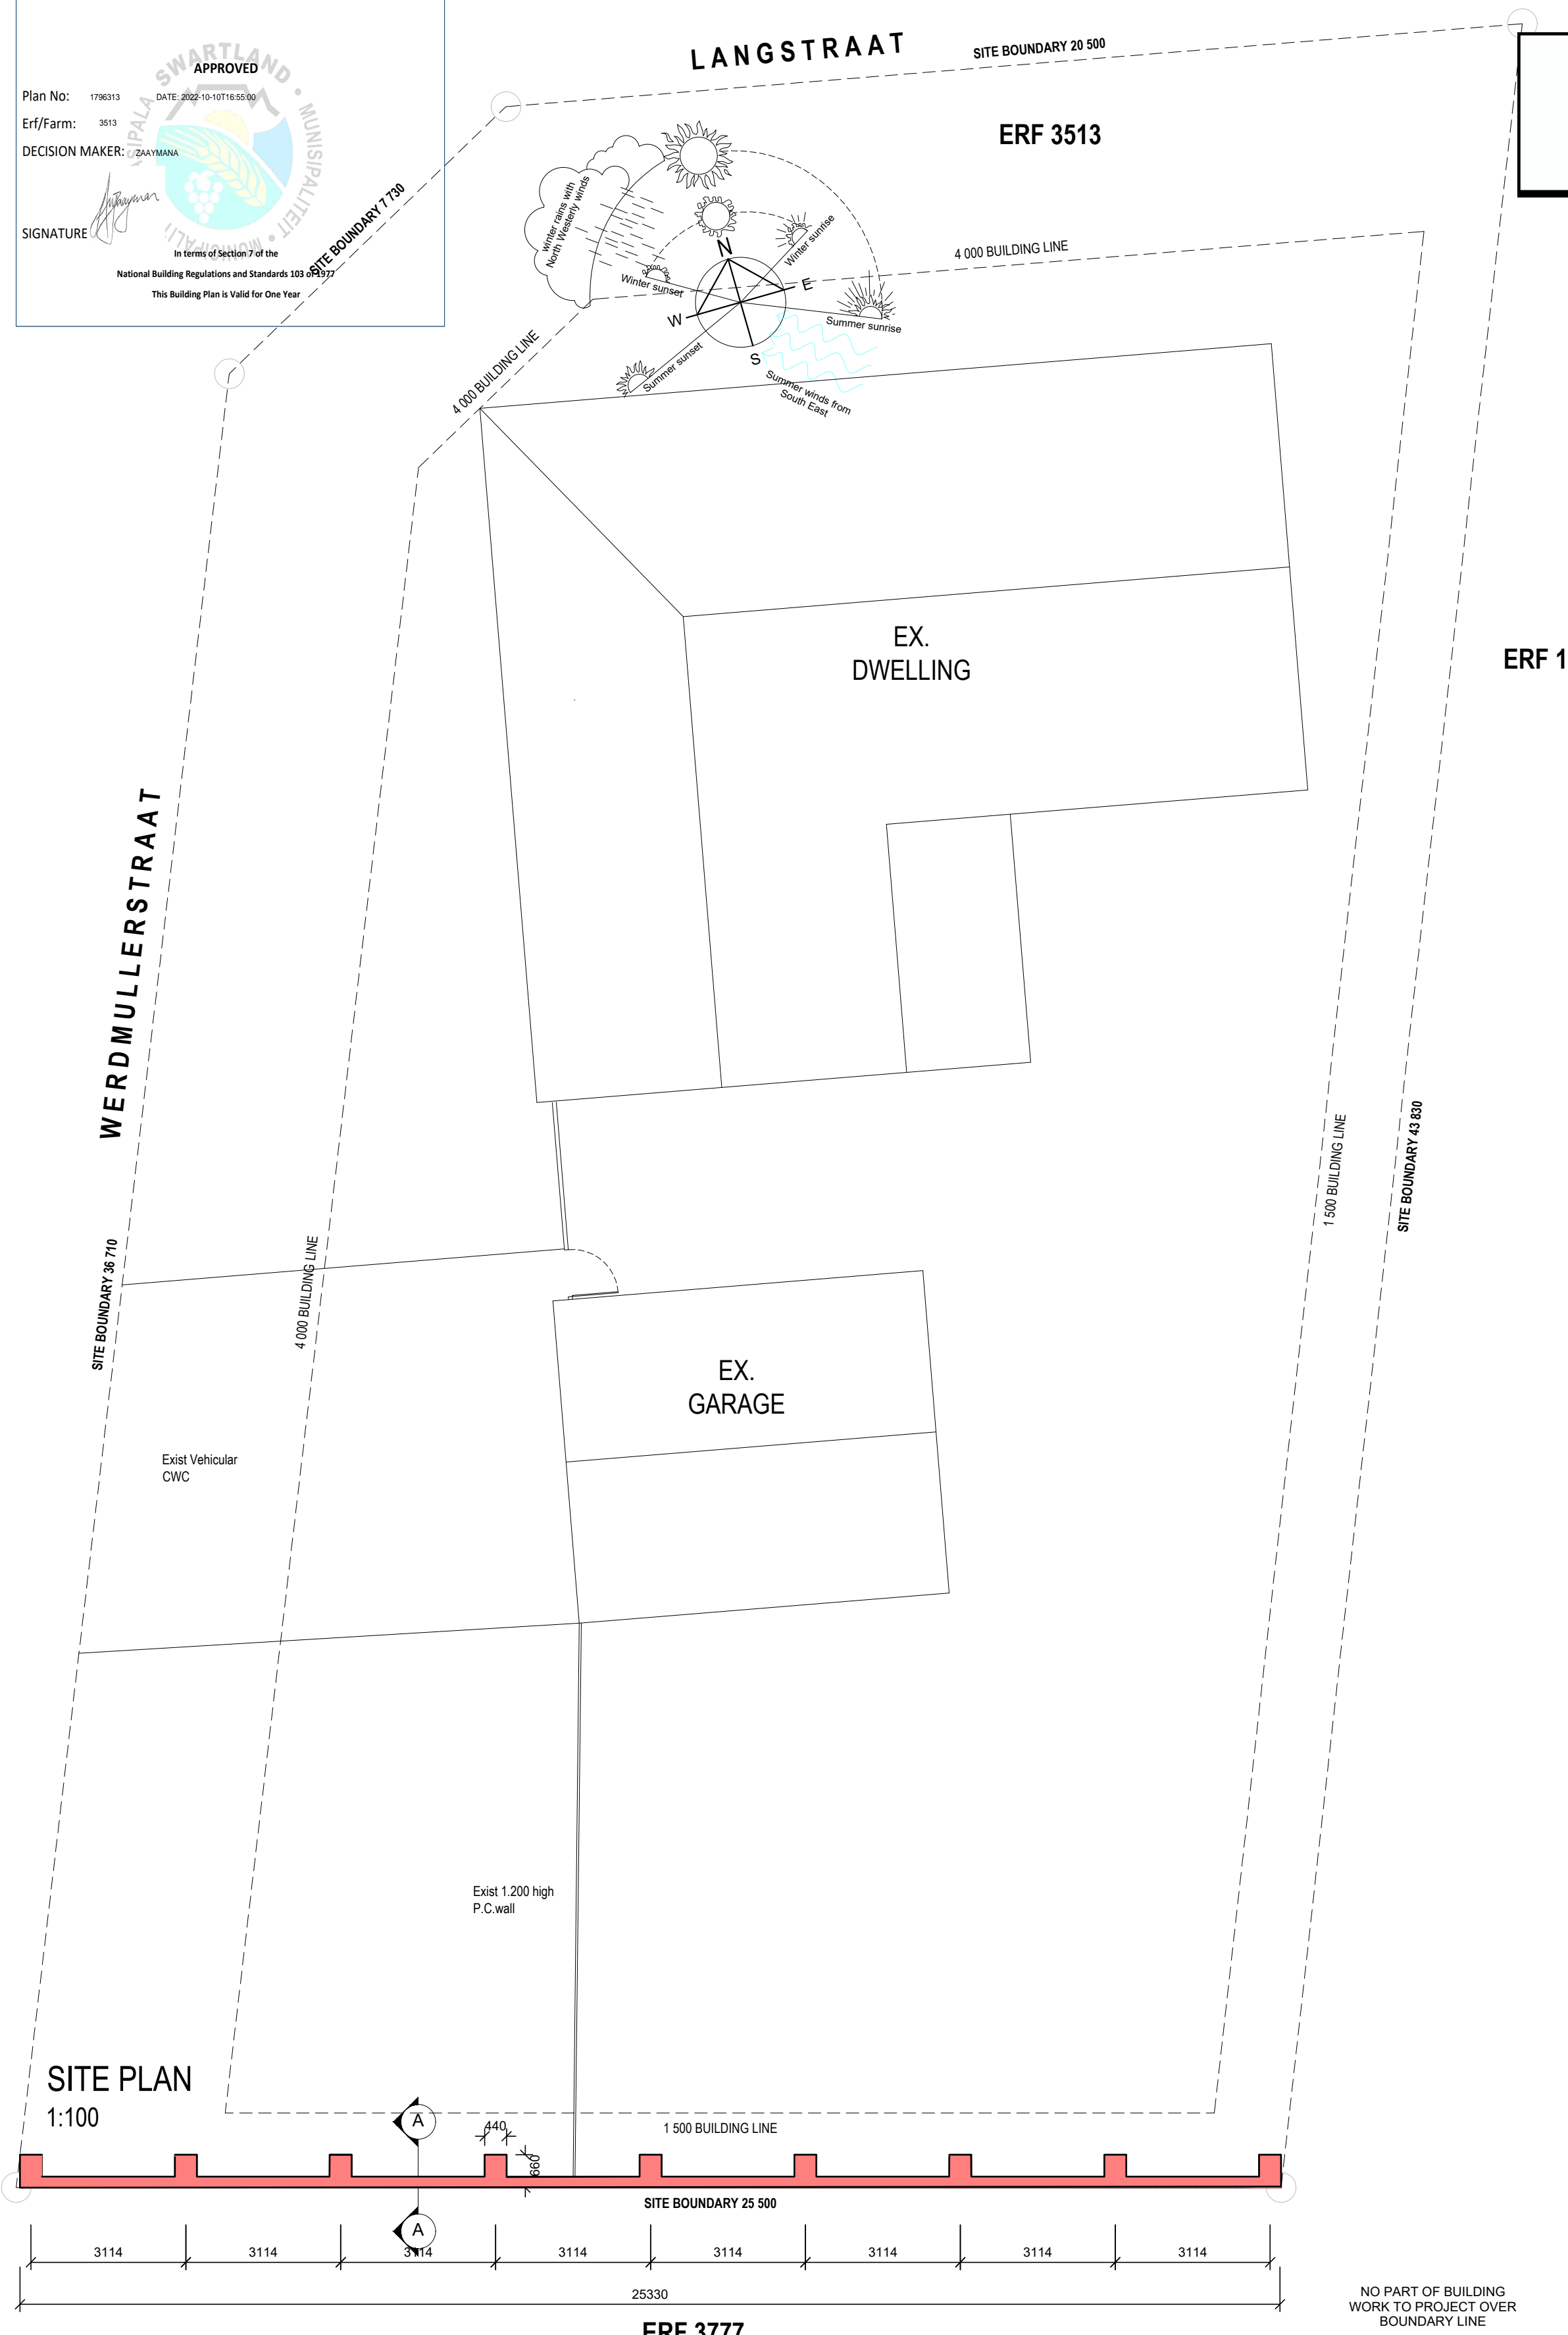 SWARTLAND
MUNISIPALITEIT
APPROVED
Plan No: 1796313 DATE: 2022-10-10T16:55:00
Erf/Farm: 3513
DECISION MAKER: ZAAYMANA
SIGNATURE
In terms of Section 7 of the
National Building Regulations and Standards 103 of 1977
This Building Plan is Valid for One Year
LANGSTRAAT
SITE BOUNDARY 20 500
ERF 3513
SITE BOUNDARY 7 730
winter rains with
North Westerly winds
Winter sunrise
Winter sunset
N
E
W
S
Summer sunrise
Summer sunset
Summer winds from
South East
4 000 BUILDING LINE
4 000 BUILDING LINE
EX.
DWELLING
ERF 1
WERDMULLERSTRAAT
SITE BOUNDARY 36 710
4 000 BUILDING LINE
1 500 BUILDING LINE
SITE BOUNDARY 43 830
EX.
GARAGE
Exist Vehicular
CWC
Exist 1.200 high
P.C.wall
SITE PLAN
1:100
A
440
660
1 500 BUILDING LINE
SITE BOUNDARY 25 500
A
3114 3114 3114 3114 3114 3114 3114 3114
25330
ERF 3777
NO PART OF BUILDING
WORK TO PROJECT OVER
BOUNDARY LINE